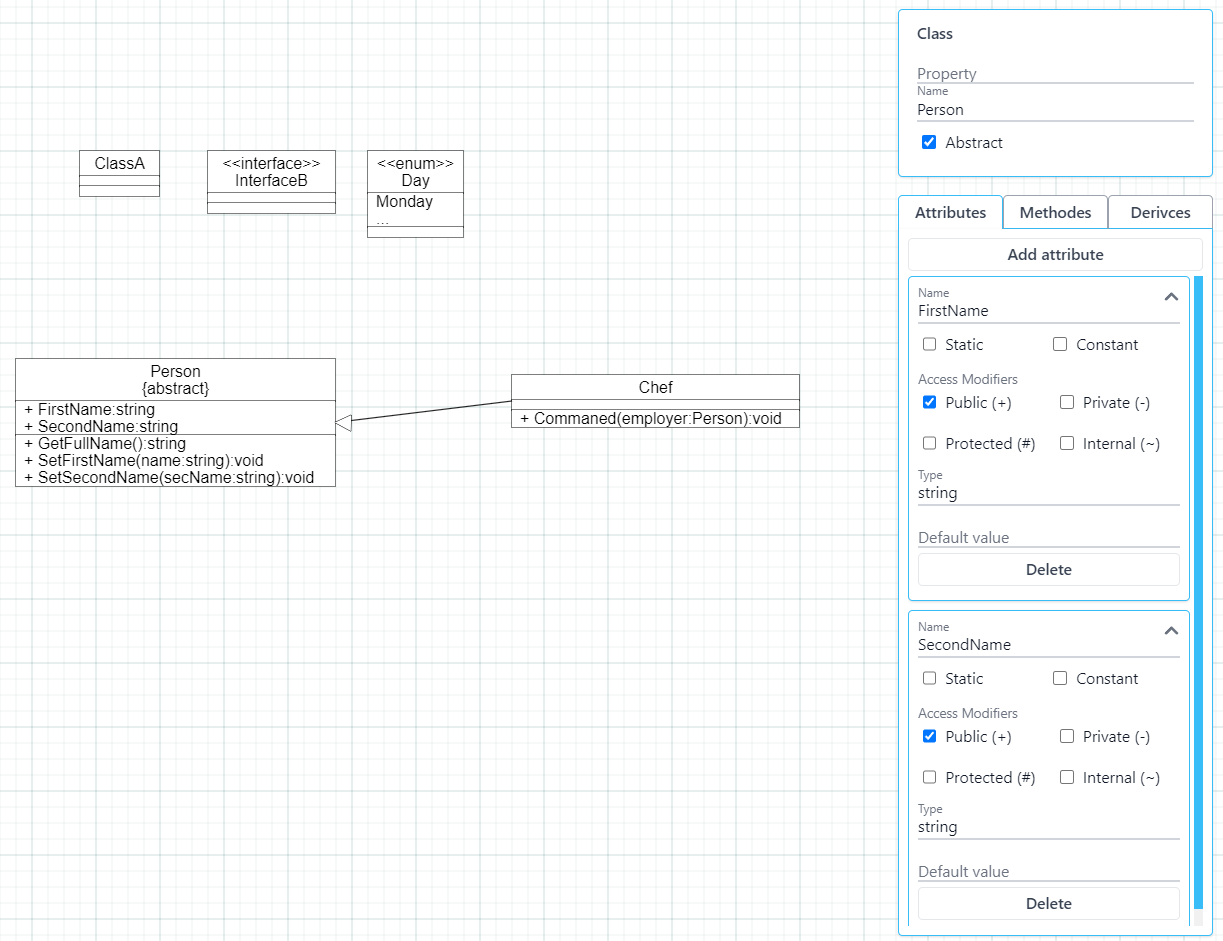 ClassA
<<interface>>
InterfaceB
<<enum>>
Day
Monday
...
Person
{abstract}
+ FirstName:string
+ SecondName:string
+ GetFullName():string
+ SetFirstName(name:string):void
+ SetSecondName(secName:string):void
Chef
+ Commaned(employer:Person):void
Class
Property
Name
Person
Abstract
Attributes Methodes Derivces
Add attribute
Name
FirstName
Static Constant
Access Modifiers
Public (+) Private (-)
Protected (#) Internal (~)
Type
string
Default value
Delete
Name
SecondName
Static Constant
Access Modifiers
Public (+) Private (-)
Protected (#) Internal (~)
Type
string
Default value
Delete